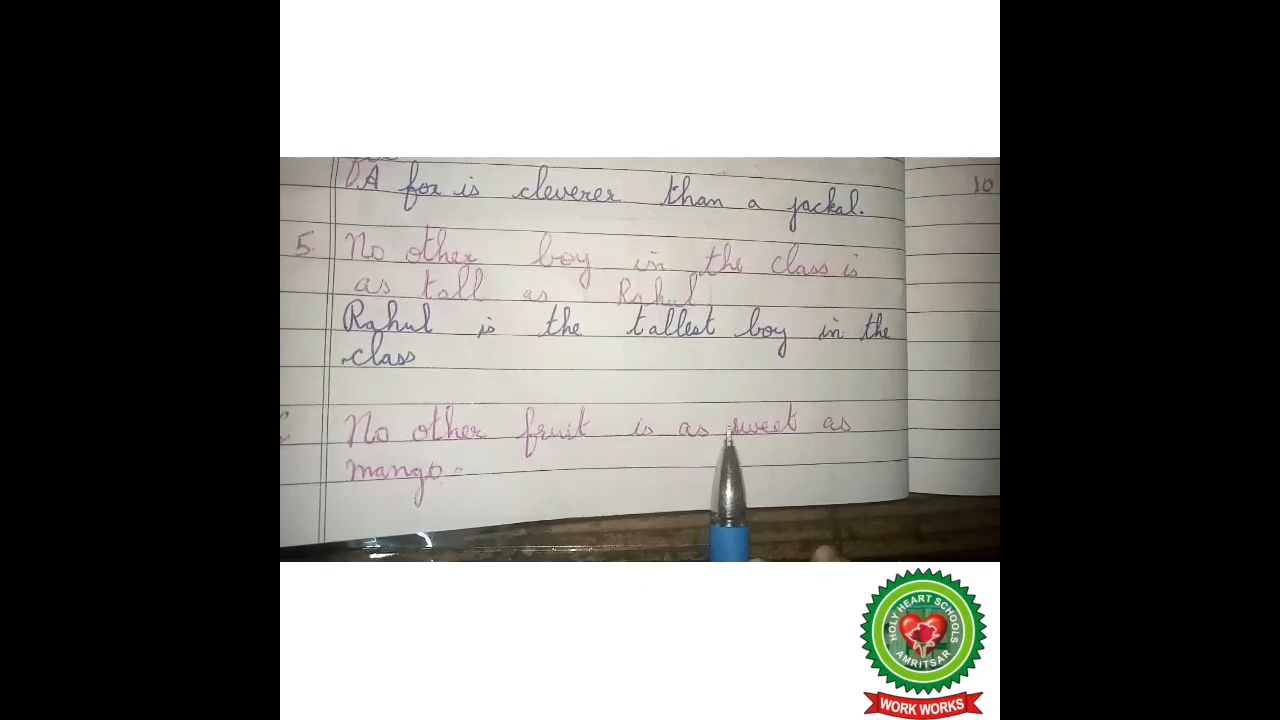 A fox is cleverer than a jackal.
10
5. No other boy in the class is
as tall as Rahul
Rahul is the tallest boy in the
class
No other fruit is as sweet as
mango
HOLY HEART SCHOOLS
AMRITSAR
WORK WORKS